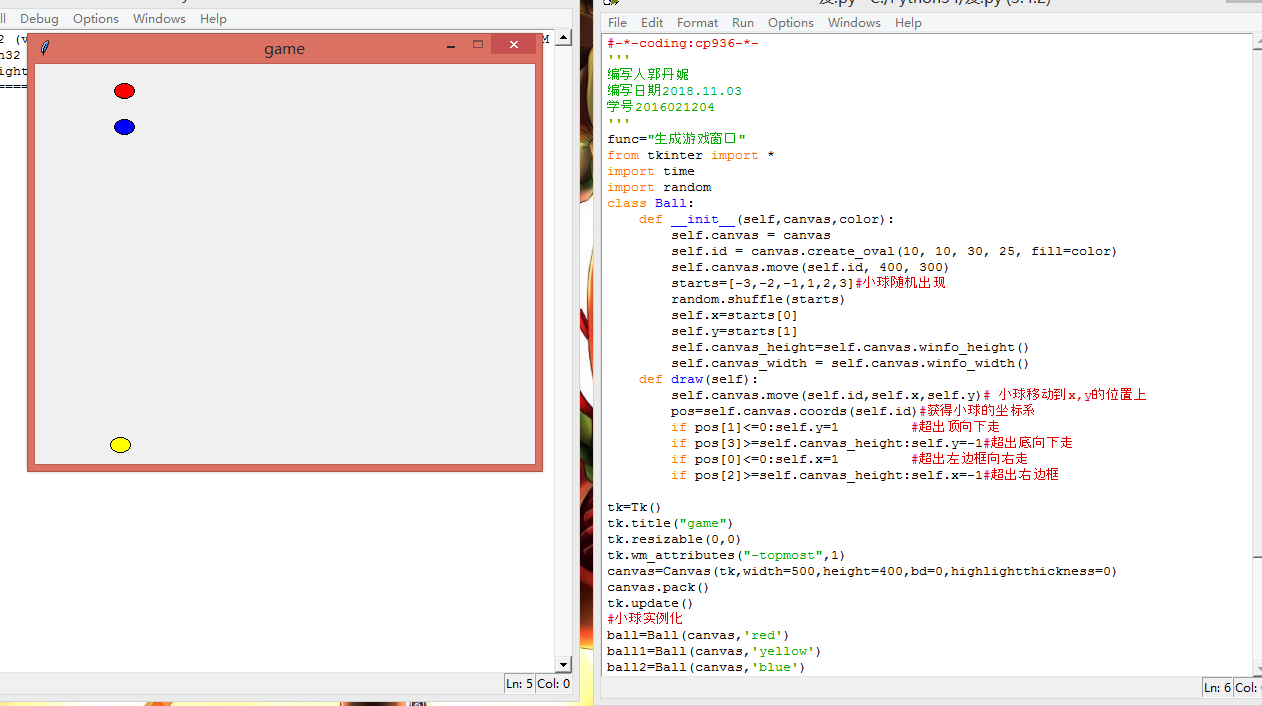 Debug Options Windows Help
File Edit Format Run Options Windows Help
game
Ln: 5 Col: 0
#-*-coding:cp936-*-
'''
编写人郭丹妮
编写日期2018.11.03
学号2016021204
'''
func="生成游戏窗口"
from tkinter import *
import time
import random
class Ball:
    def __init__(self,canvas,color):
        self.canvas = canvas
        self.id = canvas.create_oval(10, 10, 30, 25, fill=color)
        self.canvas.move(self.id, 400, 300)
        starts=[-3,-2,-1,1,2,3]#小球随机出现
        random.shuffle(starts)
        self.x=starts[0]
        self.y=starts[1]
        self.canvas_height=self.canvas.winfo_height()
        self.canvas_width = self.canvas.winfo_width()
    def draw(self):
        self.canvas.move(self.id,self.x,self.y)# 小球移动到x,y的位置上
        pos=self.canvas.coords(self.id)#获得小球的坐标系
        if pos[1]<=0:self.y=1         #超出顶向下走
        if pos[3]>=self.canvas_height:self.y=-1#超出底向下走
        if pos[0]<=0:self.x=1         #超出左边框向右走
        if pos[2]>=self.canvas_height:self.x=-1#超出右边框
tk=Tk()
tk.title("game")
tk.resizable(0,0)
tk.wm_attributes("-topmost",1)
canvas=Canvas(tk,width=500,height=400,bd=0,highlightthickness=0)
canvas.pack()
tk.update()
#小球实例化
ball=Ball(canvas,'red')
ball1=Ball(canvas,'yellow')
ball2=Ball(canvas,'blue')
Ln: 6 Col: